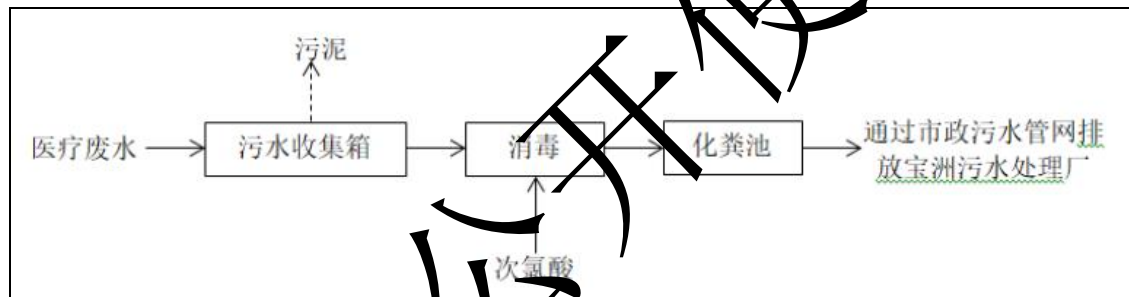 污泥
医疗废水
污水收集箱
消毒
化粪池
通过市政污水管网排
放宝洲污水处理厂
次氯酸